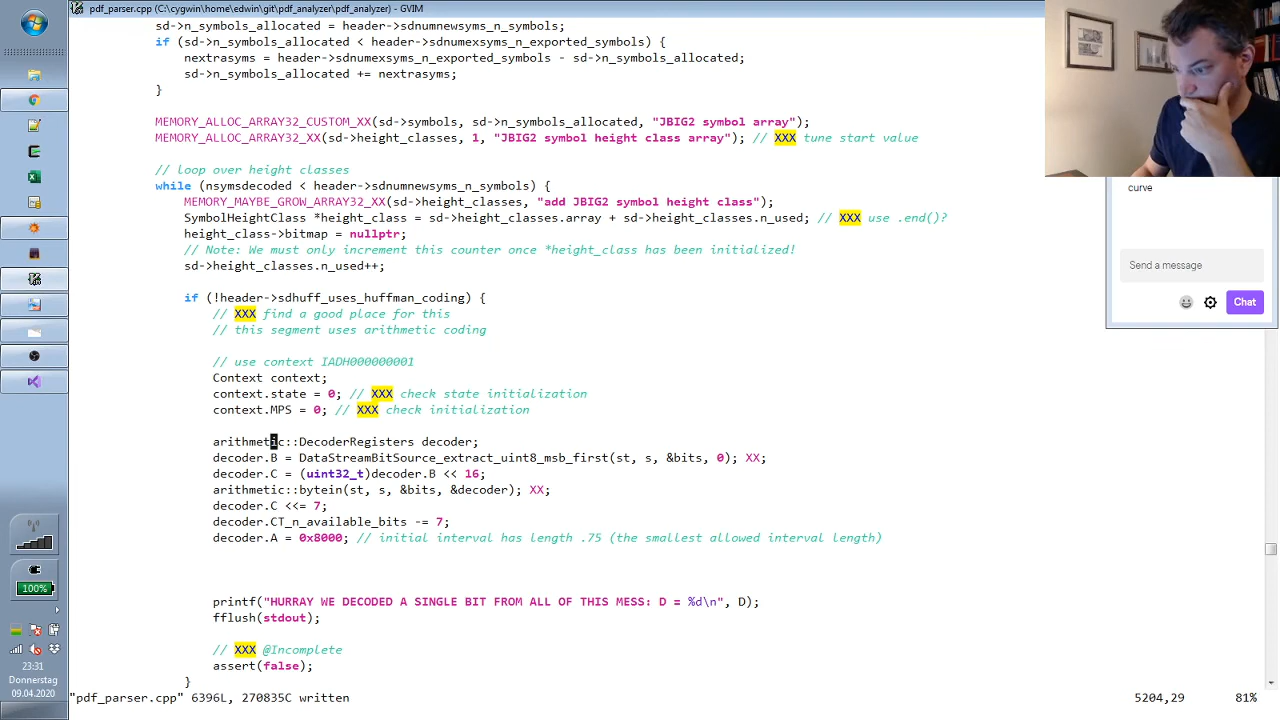 pdf_parser.cpp (C:\cygwin\home\edwin\git\pdf_analyzer\pdf_analyzer) - GVIM
sd->n_symbols_allocated = header->sdnumnewsyms_n_symbols;
if (sd->n_symbols_allocated < header->sdnumexsyms_n_exported_symbols) {
nextrasyms = header->sdnumexsyms_n_exported_symbols - sd->n_symbols_allocated;
sd->n_symbols_allocated += nextrasyms;
}
MEMORY_ALLOC_ARRAY32_CUSTOM_XX(sd->symbols, sd->n_symbols_allocated, "JBIG2 symbol array");
MEMORY_ALLOC_ARRAY32_XX(sd->height_classes, 1, "JBIG2 symbol height class array"); // XXX tune start value
// loop over height classes
while (nsymsdecoded < header->sdnumnewsyms_n_symbols) {
MEMORY_MAYBE_GROW_ARRAY32_XX(sd->height_classes, "add JBIG2 symbol height class");
SymbolHeightClass *height_class = sd->height_classes.array + sd->height_classes.n_used; // XXX use .end()?
height_class->bitmap = nullptr;
// Note: We must only increment this counter once *height_class has been initialized!
sd->height_classes.n_used++;
if (!header->sdhuff_uses_huffman_coding) {
// XXX find a good place for this
// this segment uses arithmetic coding
// use context IADH000000001
Context context;
context.state = 0; // XXX check state initialization
context.MPS = 0; // XXX check initialization
arithmetic::DecoderRegisters decoder;
decoder.B = DataStreamBitSource_extract_uint8_msb_first(st, s, &bits, 0); XX;
decoder.C = (uint32_t)decoder.B << 16;
arithmetic::bytein(st, s, &bits, &decoder); XX;
decoder.C <<= 7;
decoder.CT_n_available_bits -= 7;
decoder.A = 0x8000; // initial interval has length .75 (the smallest allowed interval length)
printf("HURRAY WE DECODED A SINGLE BIT FROM ALL OF THIS MESS: D = %d\n", D);
fflush(stdout);
// XXX @Incomplete
assert(false);
}
"pdf_parser.cpp" 6396L, 270835C written
5204,29
81%
curve
Send a message
Chat
100%
23:31
Donnerstag
09.04.2020